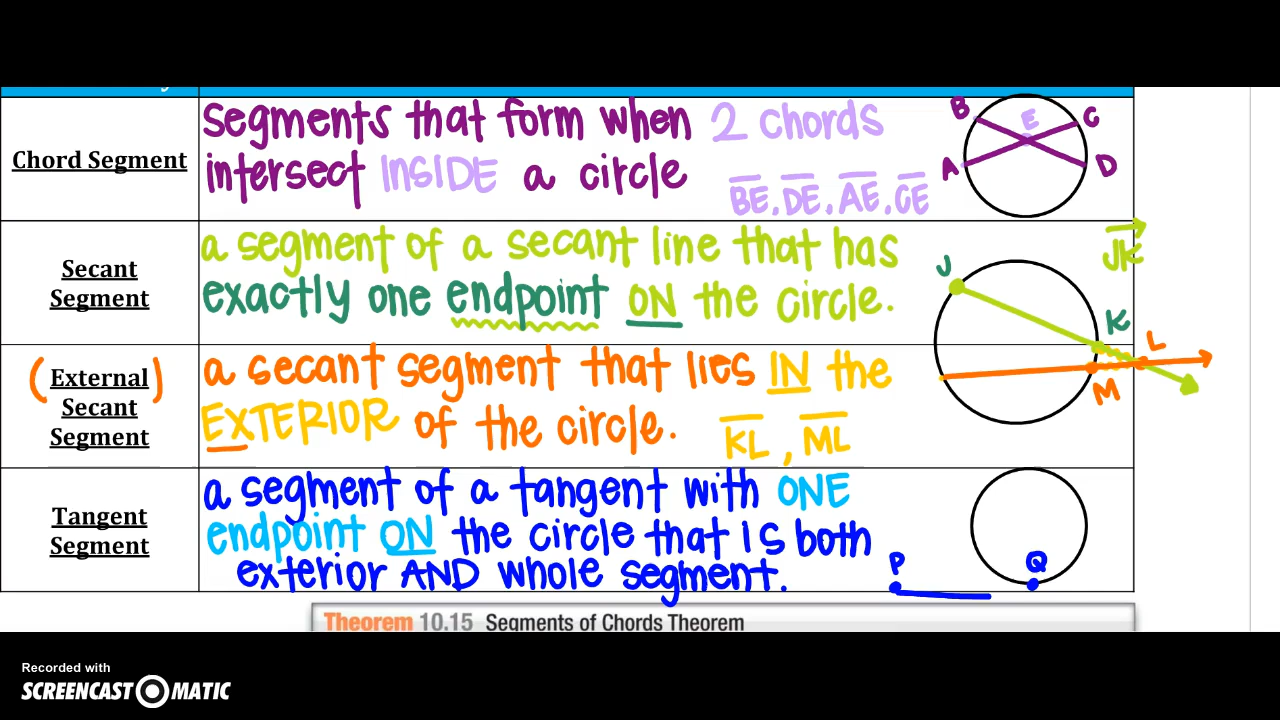 Chord Segment
segments that form when 2 chords
intersect INSIDE a circle
BE, DE, AE, CE
B
E
C
A
D
Secant
Segment
a segment of a secant line that has
exactly one endpoint ON the circle.
JK
J
K
L
M
(External)
Secant
Segment
a secant segment that lies IN the
EXTERIOR of the circle.
KL, ML
Tangent
Segment
a segment of a tangent with ONE
endpoint ON the circle that is both
exterior AND whole segment.
P
Q
Theorem 10.15 Segments of Chords Theorem
Recorded with
SCREENCAST-O-MATIC